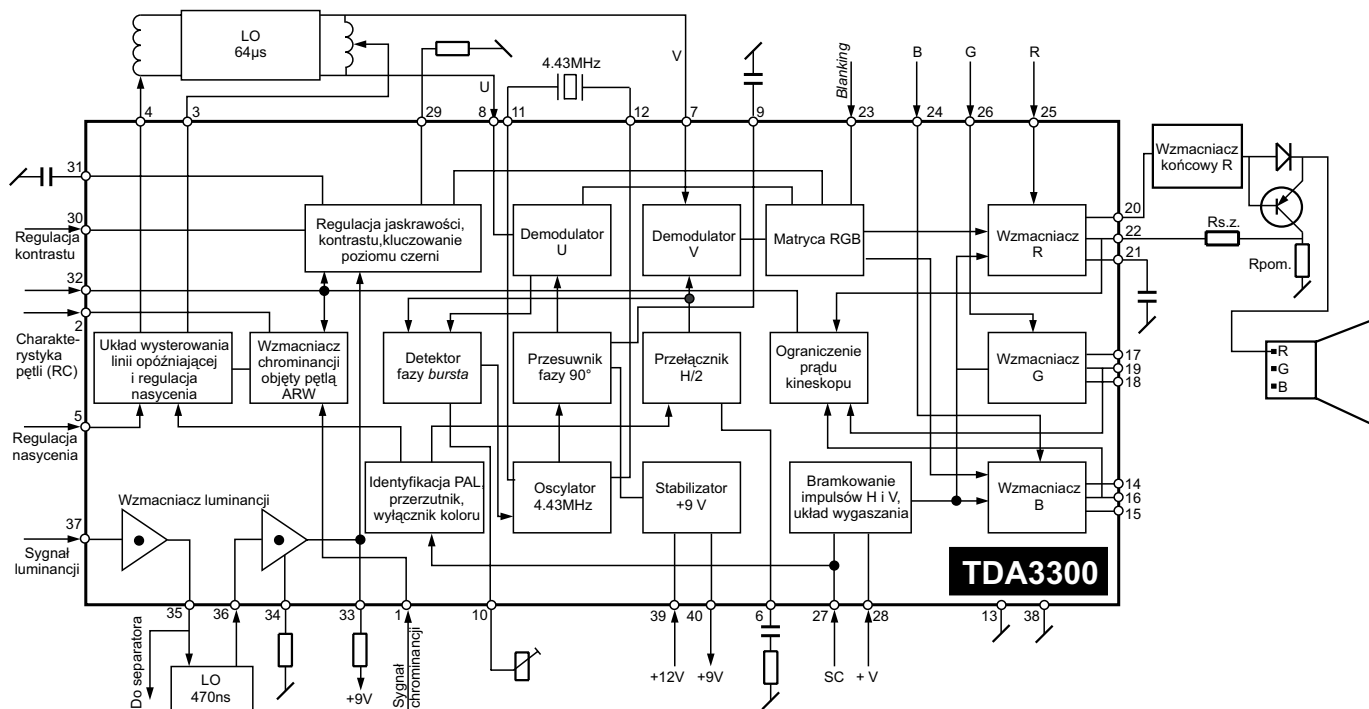 LO
64µs
4.43MHz
V
U
Blanking
B
G
R
4
3
29
8
11
12
7
9
23
24
26
25
31
30
Regulacja
kontrastu
32
2
Charakte-
rystyka
pętli (RC)
5
Regulacja
nasycenia
37
Sygnał
luminancji
Regulacja jaskrawości,
kontrastu,kluczowanie
poziomu czerni
Demodulator
U
Demodulator
V
Matryca RGB
Wzmacniacz
R
20
22
21
Wzmacniacz
końcowy R
Rs.z.
Rpom.
R
G
B
Układ wysterowania
linii opóźniającej
i regulacja
nasycenia
Wzmacniacz
chrominancji
objęty pętlą
ARW
Detektor
fazy bursta
Przesuwnik
fazy 90°
Przełącznik
H/2
Ograniczenie
prądu
kineskopu
Wzmacniacz
G
17
19
18
Identyfikacja PAL,
przerzutnik,
wyłącznik koloru
Oscylator
4.43MHz
Stabilizator
+9 V
Bramkowanie
impulsów H i V,
układ wygaszania
Wzmacniacz
B
14
16
15
Wzmacniacz luminancji
TDA3300
35
36
34
33
1
10
39
40
6
27
28
13
38
Do separatora
LO
470ns
+9V
Sygnał
chrominancji
+12V
+9V
SC
+ V